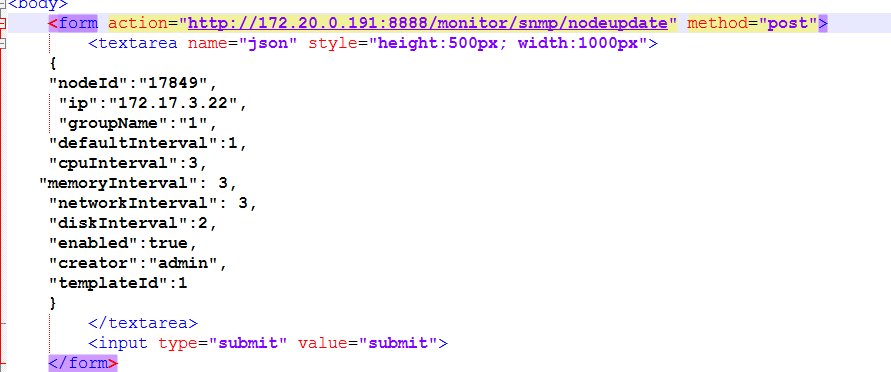 <body>
<form action="http://172.20.0.191:8888/monitor/snmp/nodeupdate" method="post">
<textarea name="json" style="height:500px; width:1000px">
{
"nodeId":"17849",
"ip":"172.17.3.22",
"groupName":"1",
"defaultInterval":1,
"cpuInterval":3,
"memoryInterval": 3,
"networkInterval": 3,
"diskInterval":2,
"enabled":true,
"creator":"admin",
"templateId":1
}
</textarea>
<input type="submit" value="submit">
</form>